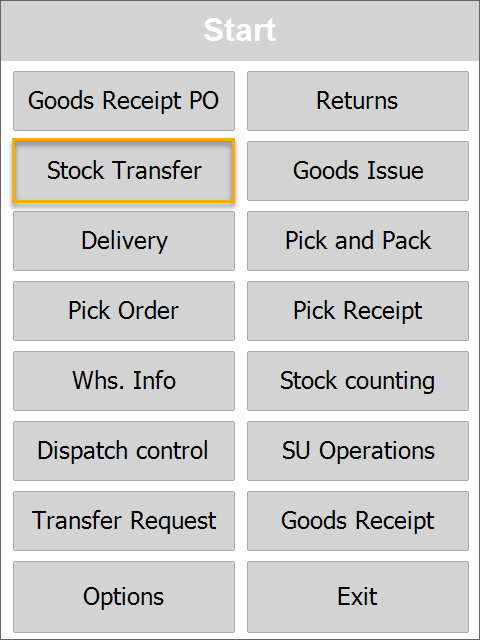 Start
Goods Receipt PO
Returns
Stock Transfer
Goods Issue
Delivery
Pick and Pack
Pick Order
Pick Receipt
Whs. Info
Stock counting
Dispatch control
SU Operations
Transfer Request
Goods Receipt
Options
Exit